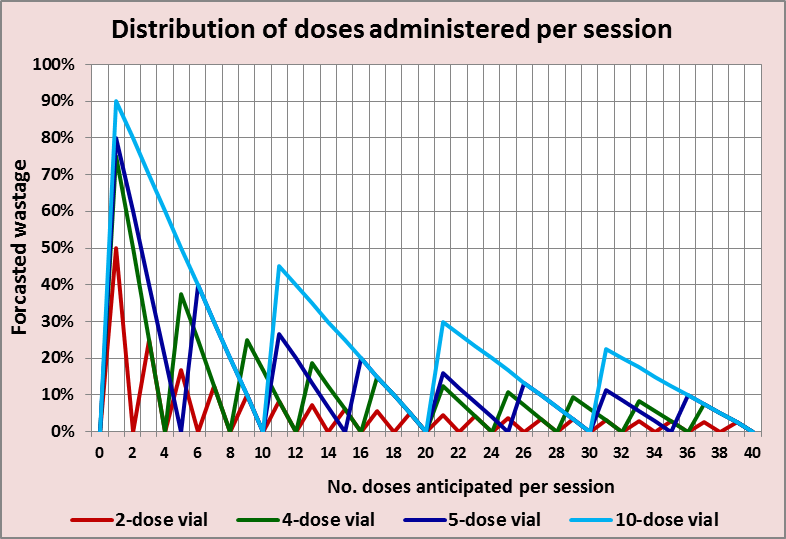 Distribution of doses administered per session
Forcasted wastage
100%
90%
80%
70%
60%
50%
40%
30%
20%
10%
0%
0 2 4 6 8 10 12 14 16 18 20 22 24 26 28 30 32 34 36 38 40
No. doses anticipated per session
2-dose vial 4-dose vial 5-dose vial 10-dose vial